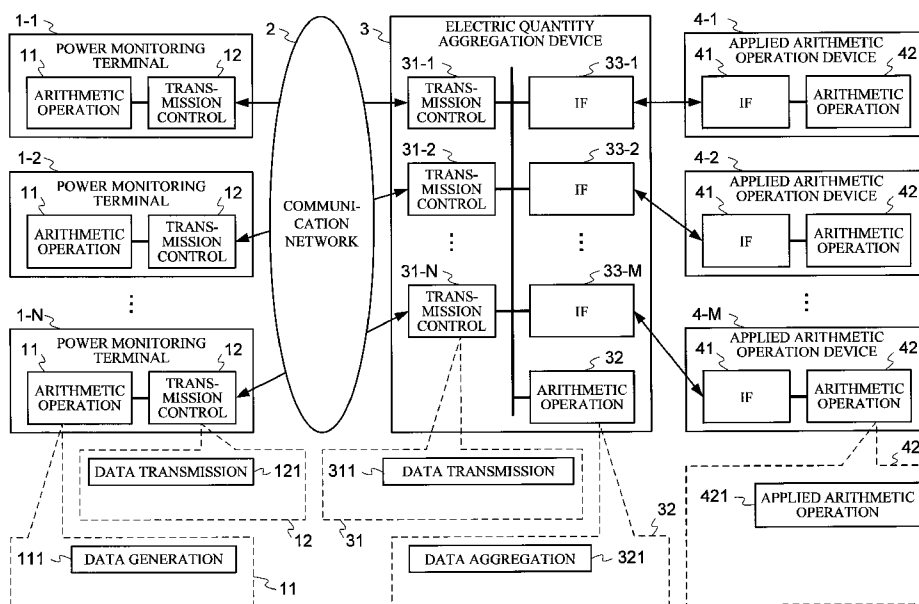 1-1
POWER MONITORING
TERMINAL
11
12
ARITHMETIC
OPERATION
TRANS-
MISSION
CONTROL
1-2
POWER MONITORING
TERMINAL
11
12
ARITHMETIC
OPERATION
TRANS-
MISSION
CONTROL
1-N
POWER MONITORING
TERMINAL
11
12
ARITHMETIC
OPERATION
TRANS-
MISSION
CONTROL
2
COMMUNI-
CATION
NETWORK
3
ELECTRIC QUANTITY
AGGREGATION DEVICE
31-1
33-1
TRANS-
MISSION
CONTROL
IF
31-2
33-2
TRANS-
MISSION
CONTROL
IF
31-N
33-M
TRANS-
MISSION
CONTROL
IF
32
ARITHMETIC
OPERATION
4-1
APPLIED ARITHMETIC
OPERATION DEVICE
41
42
IF
ARITHMETIC
OPERATION
4-2
APPLIED ARITHMETIC
OPERATION DEVICE
41
42
IF
ARITHMETIC
OPERATION
4-M
APPLIED ARITHMETIC
OPERATION DEVICE
41
42
IF
ARITHMETIC
OPERATION
DATA TRANSMISSION
121
12
311
DATA TRANSMISSION
31
42
421
APPLIED ARITHMETIC
OPERATION
111
DATA GENERATION
11
32
DATA AGGREGATION
321